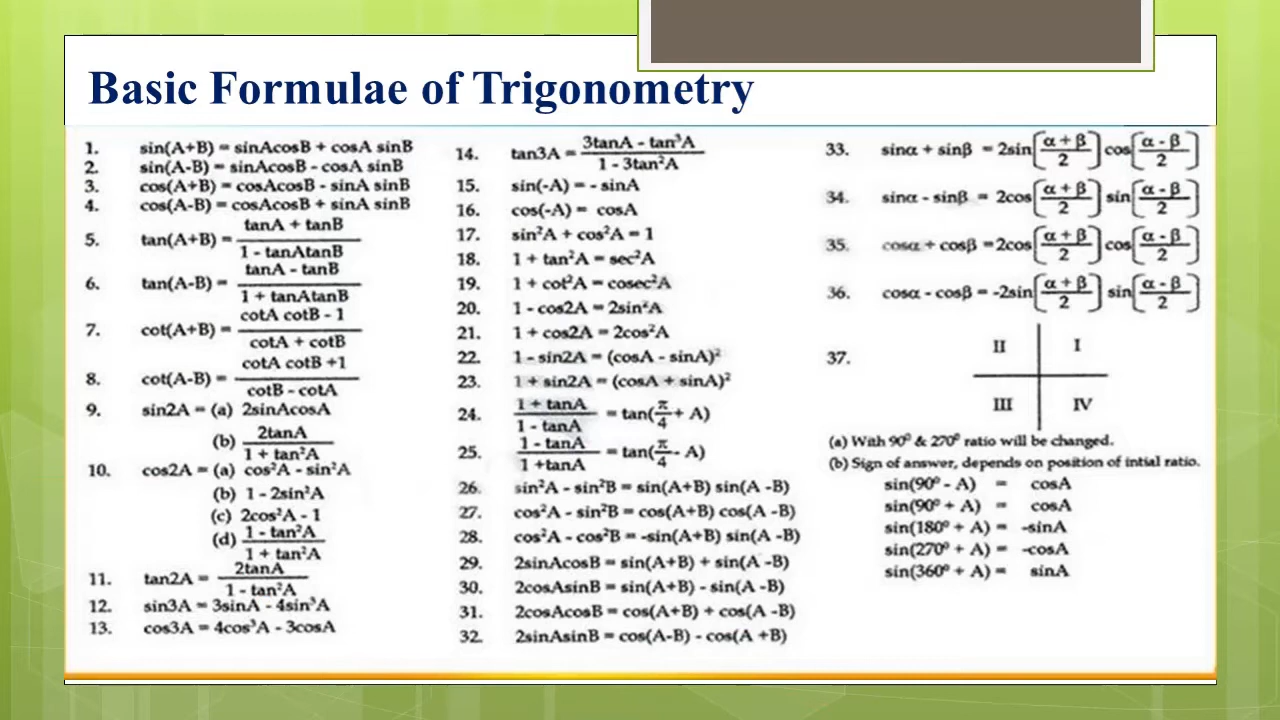 Basic Formulae of Trigonometry
1. sin(A+B) = sinAcosB + cosA sinB
2. sin(A-B) = sinAcosB - cosA sinB
3. cos(A+B) = cosAcosB - sinA sinB
4. cos(A-B) = cosAcosB + sinA sinB
5. tan(A+B) = (tanA + tanB)/(1 - tanAtanB)
6. tan(A-B) = (tanA - tanB)/(1 + tanAtanB)
7. cot(A+B) = (cotA cotB - 1)/(cotA + cotB)
8. cot(A-B) = (cotA cotB +1)/(cotB - cotA)
9. sin2A = (a) 2sinAcosA
(b) 2tanA/(1 + tan²A)
10. cos2A = (a) cos²A - sin²A
(b) 1 - 2sin²A
(c) 2cos²A - 1
(d) (1 - tan²A)/(1 + tan²A)
11. tan2A = 2tanA/(1 - tan²A)
12. sin3A = 3sinA - 4sin³A
13. cos3A = 4cos³A - 3cosA
14. tan3A = (3tanA - tan³A)/(1 - 3tan²A)
15. sin(-A) = - sinA
16. cos(-A) = cosA
17. sin²A + cos²A = 1
18. 1 + tan²A = sec²A
19. 1 + cot²A = cosec²A
20. 1 - cos2A = 2sin²A
21. 1 + cos2A = 2cos²A
22. 1 - sin2A = (cosA - sinA)²
23. 1 + sin2A = (cosA + sinA)²
24. (1 + tanA)/(1 - tanA) = tan(π/4 + A)
25. (1 - tanA)/(1 +tanA) = tan(π/4 - A)
26. sin²A - sin²B = sin(A+B) sin(A -B)
27. cos²A - sin²B = cos(A+B) cos(A -B)
28. cos²A - cos²B = -sin(A+B) sin(A -B)
29. 2sinAcosB = sin(A+B) + sin(A -B)
30. 2cosAsinB = sin(A+B) - sin(A -B)
31. 2cosAcosB = cos(A+B) + cos(A -B)
32. 2sinAsinB = cos(A-B) - cos(A +B)
33. sinα + sinβ = 2sin[(α + β)/2] cos[(α - β)/2]
34. sinα - sinβ = 2cos[(α + β)/2] sin[(α - β)/2]
35. cosα + cosβ = 2cos[(α + β)/2] cos[(α - β)/2]
36. cosα - cosβ = -2sin[(α + β)/2] sin[(α - β)/2]
37. II I
III IV
(a) With 90⁰ & 270⁰ ratio will be changed.
(b) Sign of answer, depends on position of intial ratio.
sin(90⁰ - A) = cosA
sin(90⁰ + A) = cosA
sin(180⁰ + A) = -sinA
sin(270⁰ + A) = -cosA
sin(360⁰ + A) = sinA